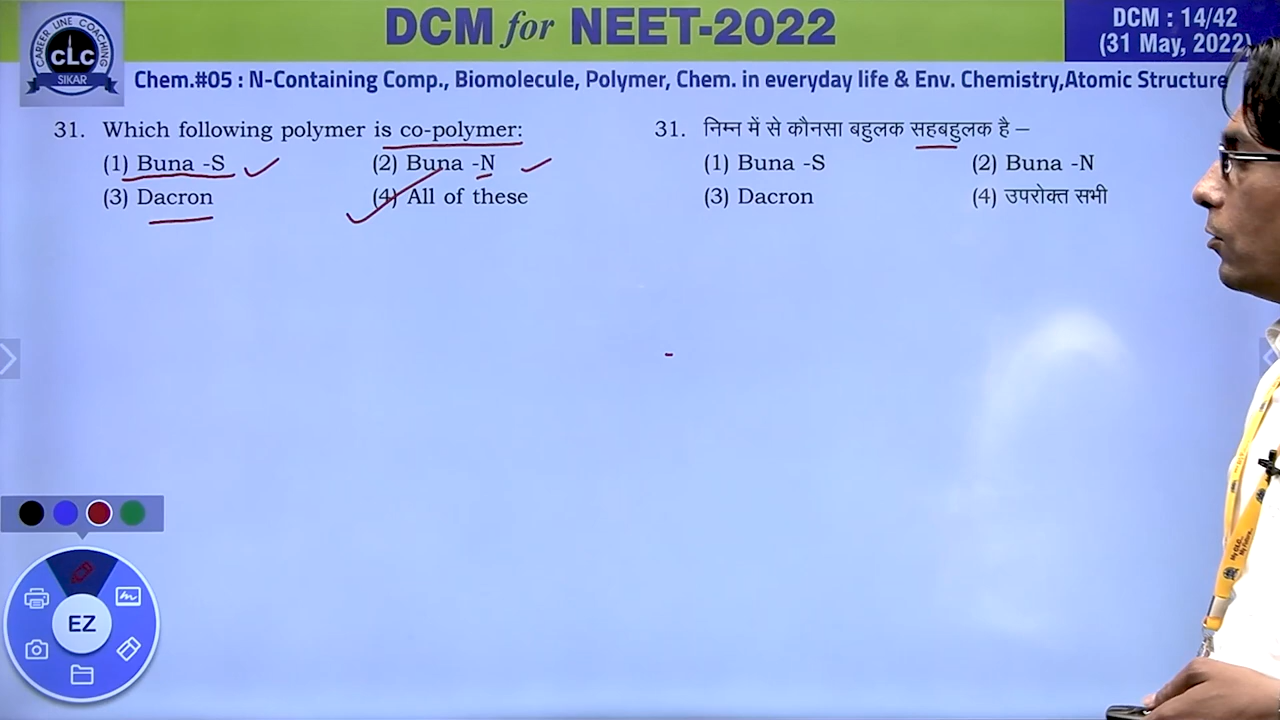 DCM for NEET-2022
DCM : 14/42
(31 May, 2022)
CAREER LINE COACHING
CLC
SIKAR
Chem.#05 : N-Containing Comp., Biomolecule, Polymer, Chem. in everyday life & Env. Chemistry,Atomic Structure
31. Which following polymer is co-polymer:
(1) Buna -S (2) Buna -N
(3) Dacron (4) All of these
31. निम्न में से कौनसा बहुलक सहबहुलक है –
(1) Buna -S (2) Buna -N
(3) Dacron (4) उपरोक्त सभी
EZ